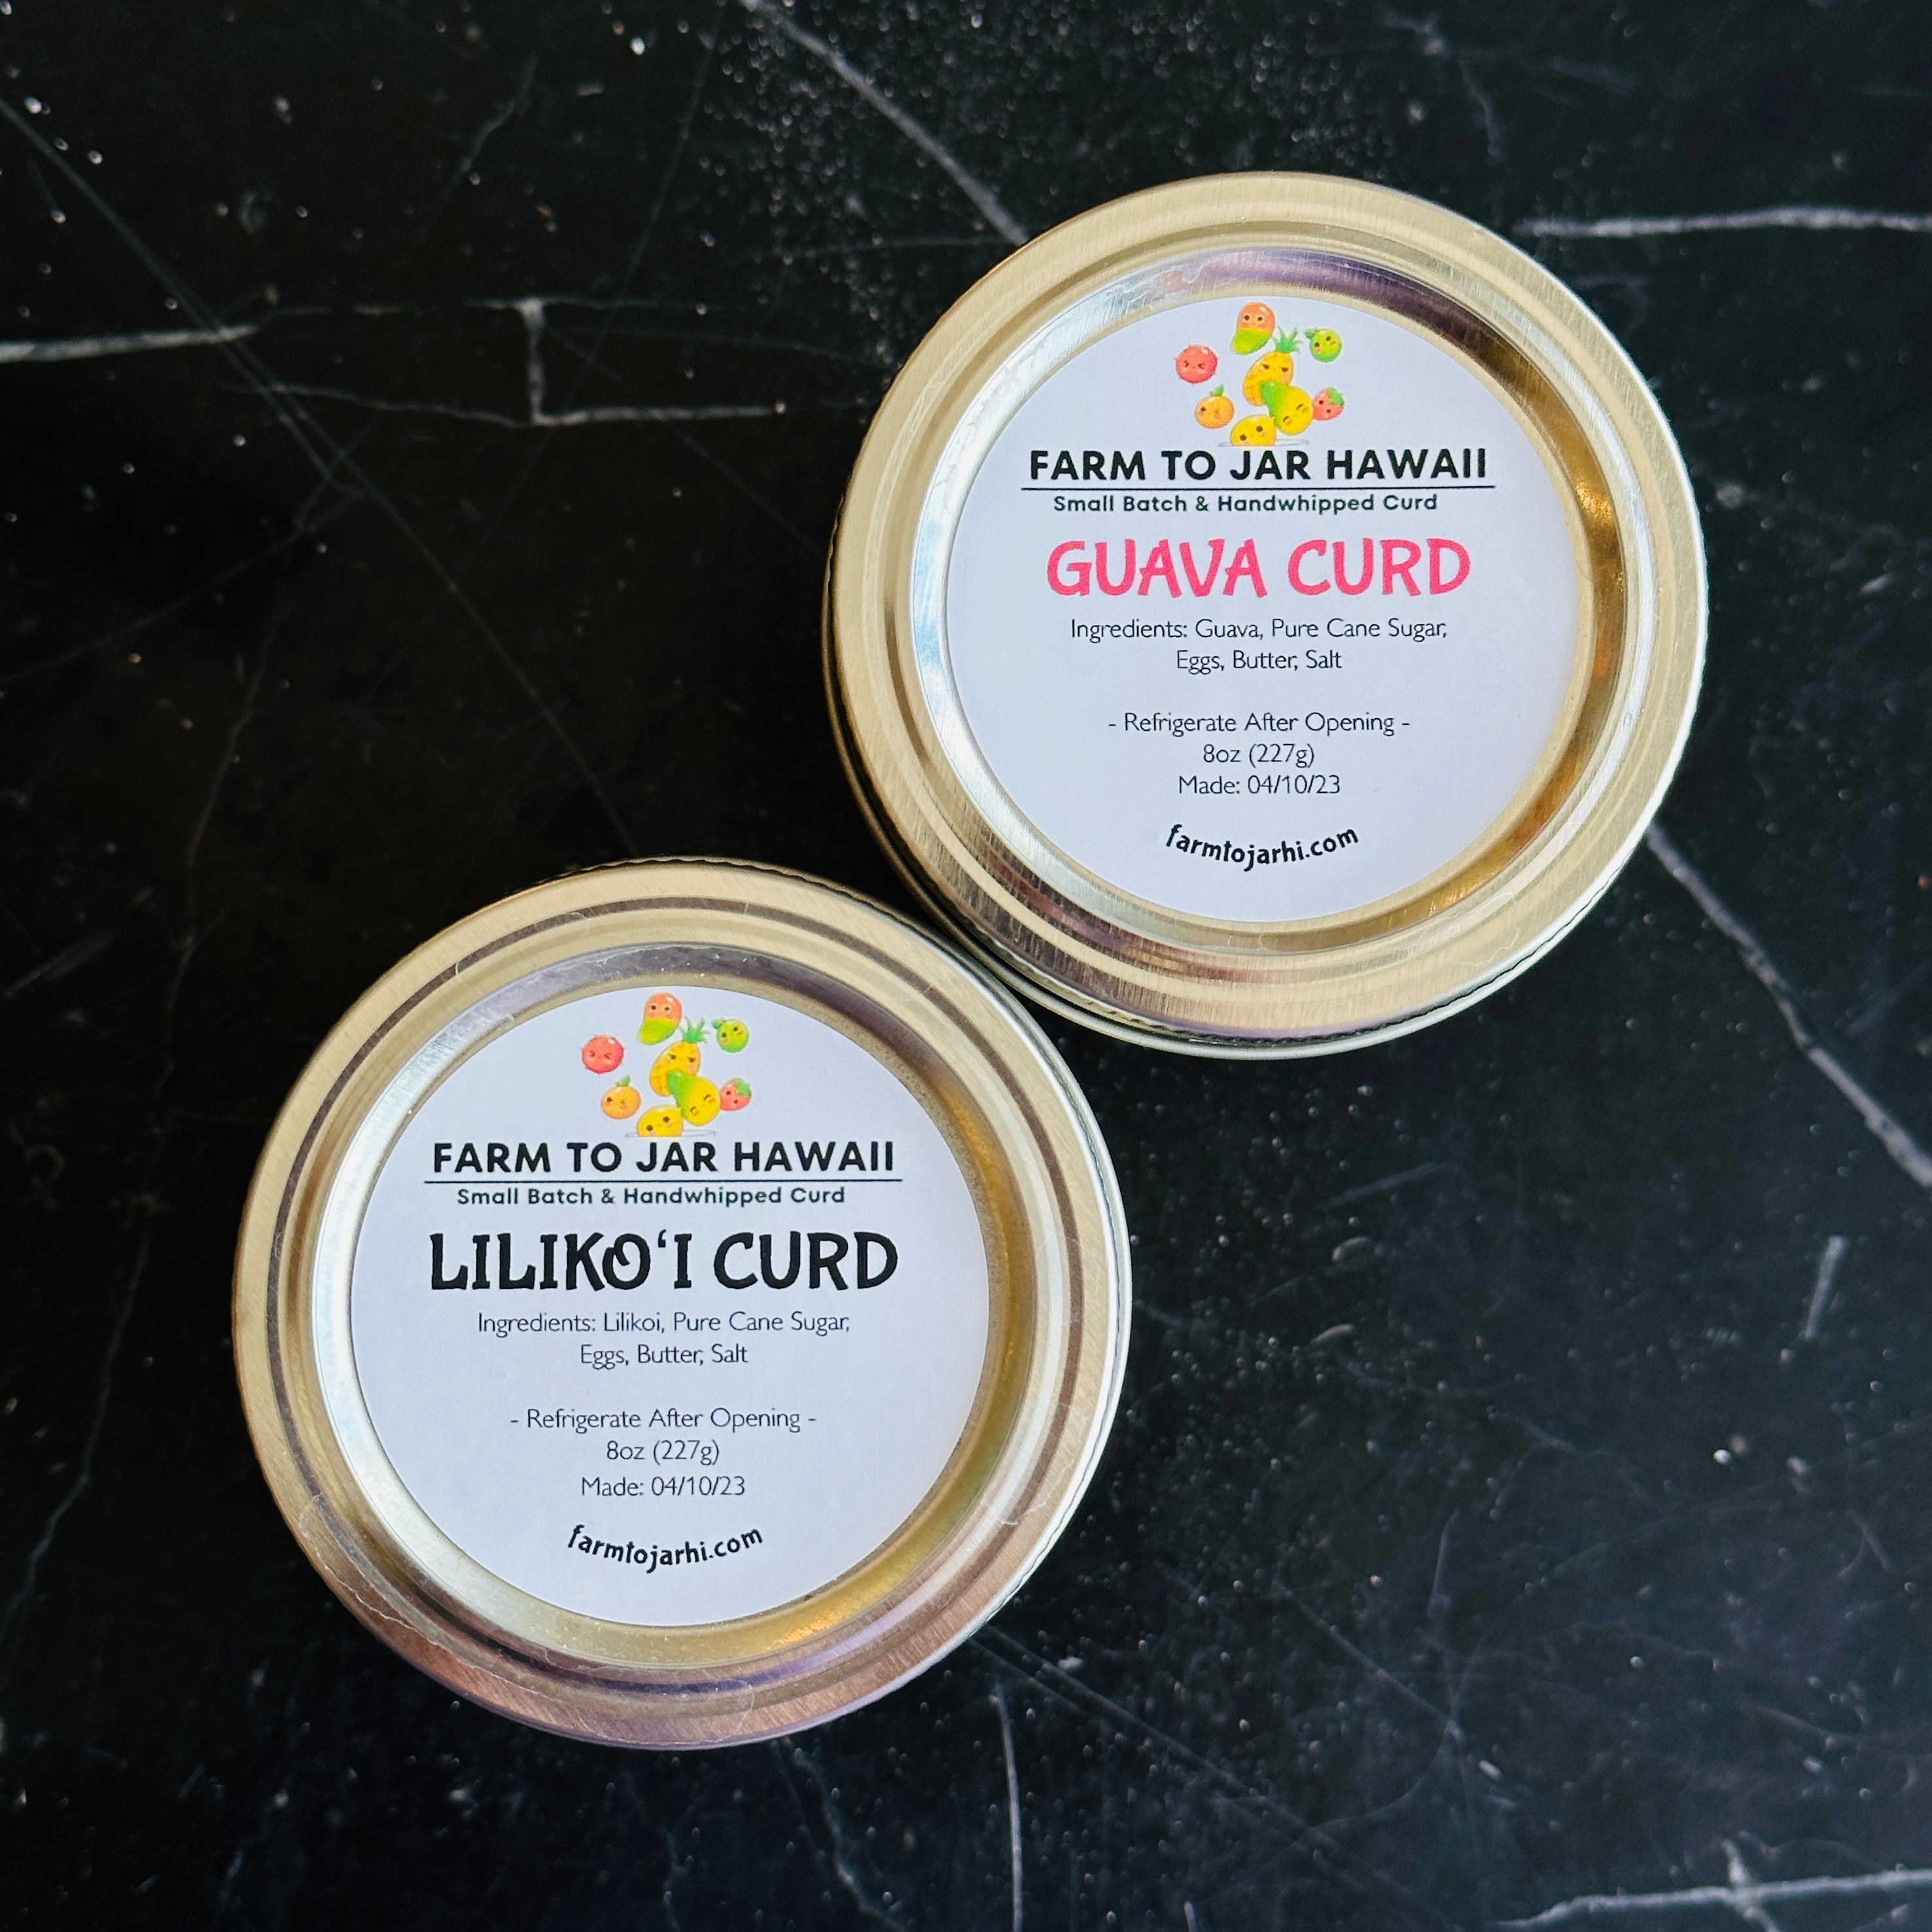 FARM TO JAR HAWAII
Small Batch & Handwhipped Curd
GUAVA CURD
Ingredients: Guava, Pure Cane Sugar,
Eggs, Butter, Salt
- Refrigerate After Opening -
8oz (227g)
Made: 04/10/23
farmtojarhi.com
FARM TO JAR HAWAII
Small Batch & Handwhipped Curd
LILIKOʻI CURD
Ingredients: Lilikoi, Pure Cane Sugar,
Eggs, Butter, Salt
- Refrigerate After Opening -
8oz (227g)
Made: 04/10/23
farmtojarhi.com